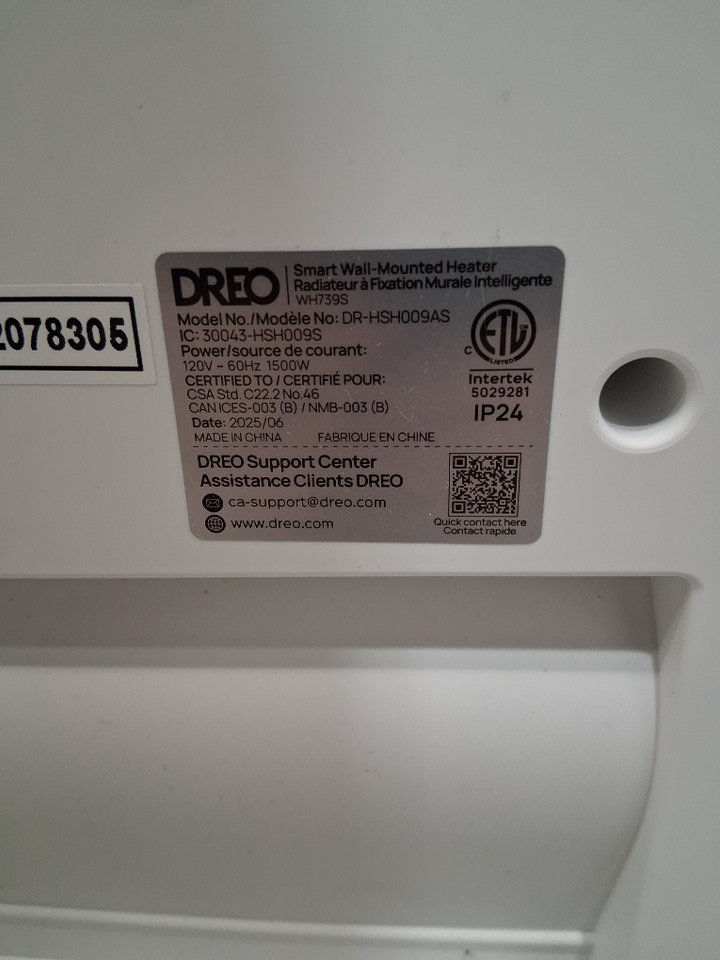 DREO
Smart Wall-Mounted Heater
Radiateur à Fixation Murale Intelligente
WH739S
Model No./Modèle No: DR-HSH009AS
IC: 30043-HSH009S
Power/source de courant:
120V ~ 60Hz 1500W
CERTIFIED TO / CERTIFIÉ POUR:
CSA Std. C22.2 No.46
CAN ICES-003 (B) / NMB-003 (B)
Date: 2025/06
MADE IN CHINA FABRIQUE EN CHINE
C ETL CM
LISTED
Intertek
5029281
IP24
DREO Support Center
Assistance Clients DREO
ca-support@dreo.com
www.dreo.com
Quick contact here
Contact rapide
2078305